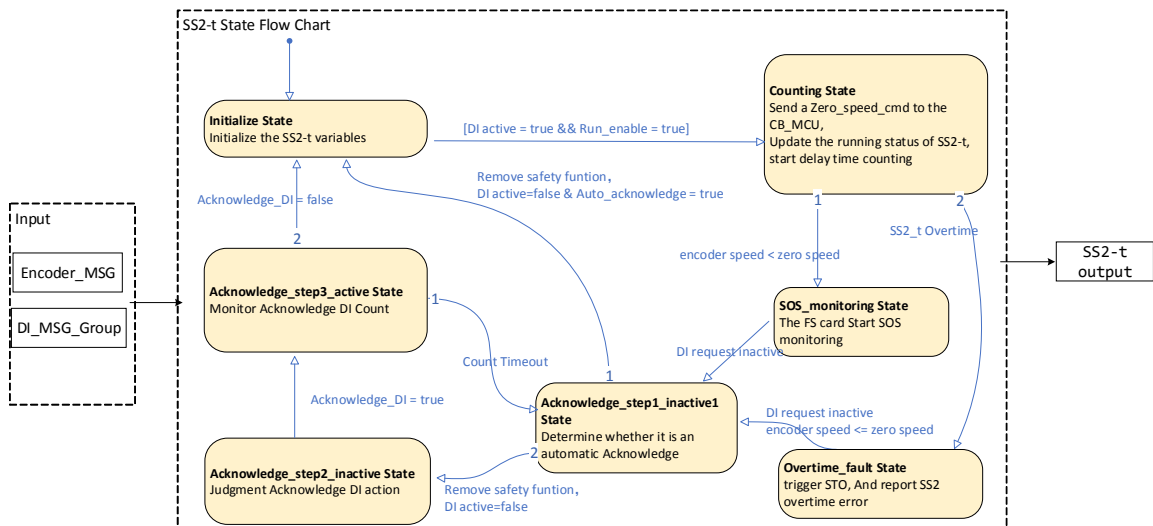 SS2-t State Flow Chart
Initialize State
Initialize the SS2-t variables
[DI active = true && Run_enable = true]
Counting State
Send a Zero_speed_cmd to the
CB_MCU,
Update the running status of SS2-t,
start delay time counting
Remove safety funtion，
DI active=false & Auto_acknowledge = true
Acknowledge_DI = false
1
2
SS2_t Overtime
Input
Encoder_MSG
DI_MSG_Group
2
encoder speed < zero speed
SS2-t
output
Acknowledge_step3_active State
Monitor Acknowledge DI Count
1
SOS_monitoring State
The FS card Start SOS
monitoring
Count Timeout
DI request inactive
1
Acknowledge_DI = true
Acknowledge_step1_inactive1
State
Determine whether it is an
automatic Acknowledge
DI request inactive
encoder speed <= zero speed
2
Acknowledge_step2_inactive State
Judgment Acknowledge DI action
Remove safety funtion，
DI active=false
Overtime_fault State
trigger STO, And report SS2
overtime error